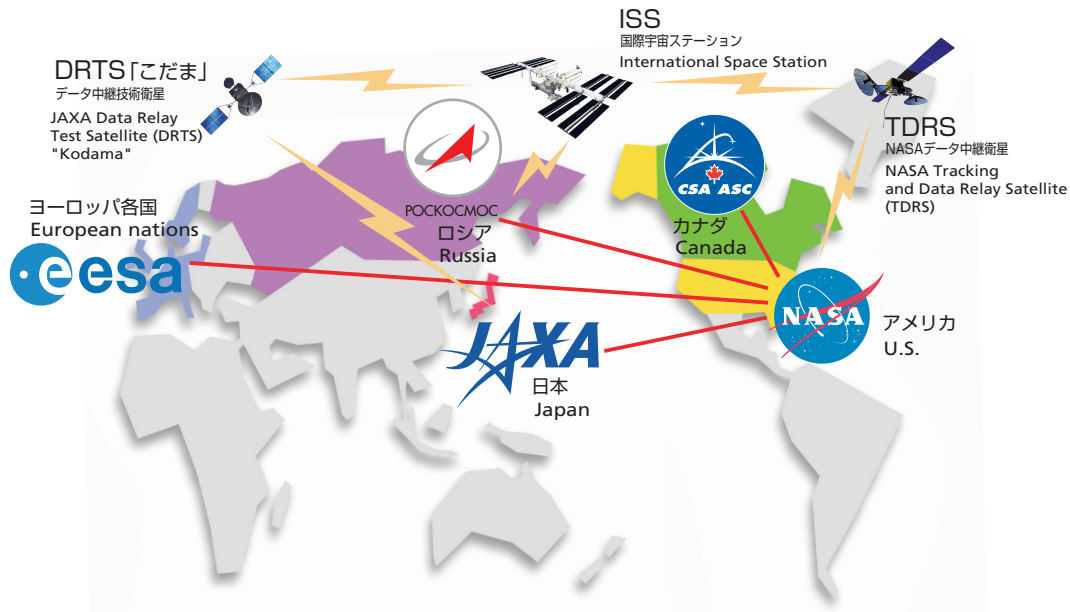 ISS
国際宇宙ステーション
International Space Station
DRTS「こだま」
データ中継技術衛星
JAXA Data Relay
Test Satellite (DRTS)
"Kodama"
TDRS
NASAデータ中継衛星
NASA Tracking
and Data Relay Satellite
(TDRS)
CSA ASC
カナダ
Canada
РОСКОСМОС
ロシア
Russia
ヨーロッパ各国
European nations
esa
NASA
アメリカ
U.S.
JAXA
日本
Japan